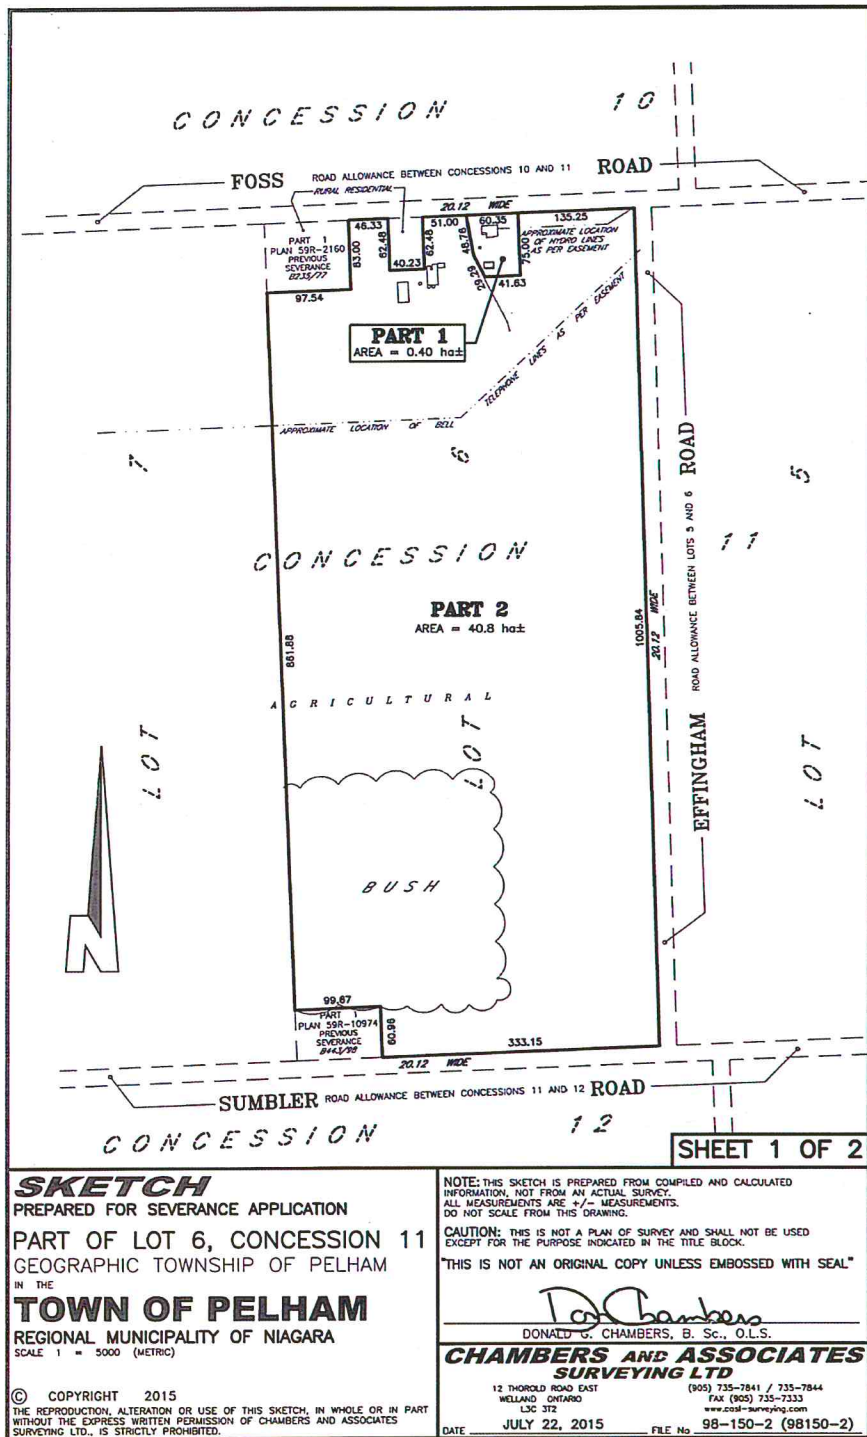 CONCESSION 10
FOSS ROAD ALLOWANCE BETWEEN CONCESSIONS 10 AND 11 ROAD
RURAL RESIDENTIAL
20.12 WIDE
46.33
51.00
60.35
135.25
PART 1
PLAN 59R-2160
PREVIOUS
SEVERANCE
B235/77
83.00
62.48
62.48
48.76
75.00
APPROXIMATE LOCATION
OF HYDRO LINES
AS PER EASEMENT
40.23
29.29
41.63
97.54
PART 1
AREA = 0.40 ha±
APPROXIMATE LOCATION OF BELL TELEPHONE LINES AS PER EASEMENT
7
6
5
CONCESSION 11
PART 2
AREA = 40.8 ha±
861.88
1005.84
20.12 WIDE
EFFINGHAM ROAD ALLOWANCE BETWEEN LOTS 5 AND 6 ROAD
AGRICULTURAL
LOT
LOT
LOT
BUSH
N
99.67
PART 1
PLAN 59R-10974
PREVIOUS
SEVERANCE
B443/98
60.96
333.15
20.12 WIDE
SUMBLER ROAD ALLOWANCE BETWEEN CONCESSIONS 11 AND 12 ROAD
CONCESSION 12
SHEET 1 OF 2
SKETCH
PREPARED FOR SEVERANCE APPLICATION
PART OF LOT 6, CONCESSION 11
GEOGRAPHIC TOWNSHIP OF PELHAM
IN THE
TOWN OF PELHAM
REGIONAL MUNICIPALITY OF NIAGARA
SCALE 1 = 5000 (METRIC)
© COPYRIGHT 2015
THE REPRODUCTION, ALTERATION OR USE OF THIS SKETCH, IN WHOLE OR IN PART
WITHOUT THE EXPRESS WRITTEN PERMISSION OF CHAMBERS AND ASSOCIATES
SURVEYING LTD., IS STRICTLY PROHIBITED.
NOTE: THIS SKETCH IS PREPARED FROM COMPILED AND CALCULATED
INFORMATION, NOT FROM AN ACTUAL SURVEY.
ALL MEASUREMENTS ARE +/- MEASUREMENTS.
DO NOT SCALE FROM THIS DRAWING.
CAUTION: THIS IS NOT A PLAN OF SURVEY AND SHALL NOT BE USED
EXCEPT FOR THE PURPOSE INDICATED IN THE TITLE BLOCK.
"THIS IS NOT AN ORIGINAL COPY UNLESS EMBOSSED WITH SEAL"
Don Chambers
DONALD G. CHAMBERS, B. Sc., O.L.S.
CHAMBERS AND ASSOCIATES
SURVEYING LTD
12 THOROLD ROAD EAST
WELLAND ONTARIO
L3C 3T2
(905) 735-7841 / 735-7844
FAX (905) 735-7333
www.casl-surveying.com
DATE JULY 22, 2015 FILE No 98-150-2 (98150-2)